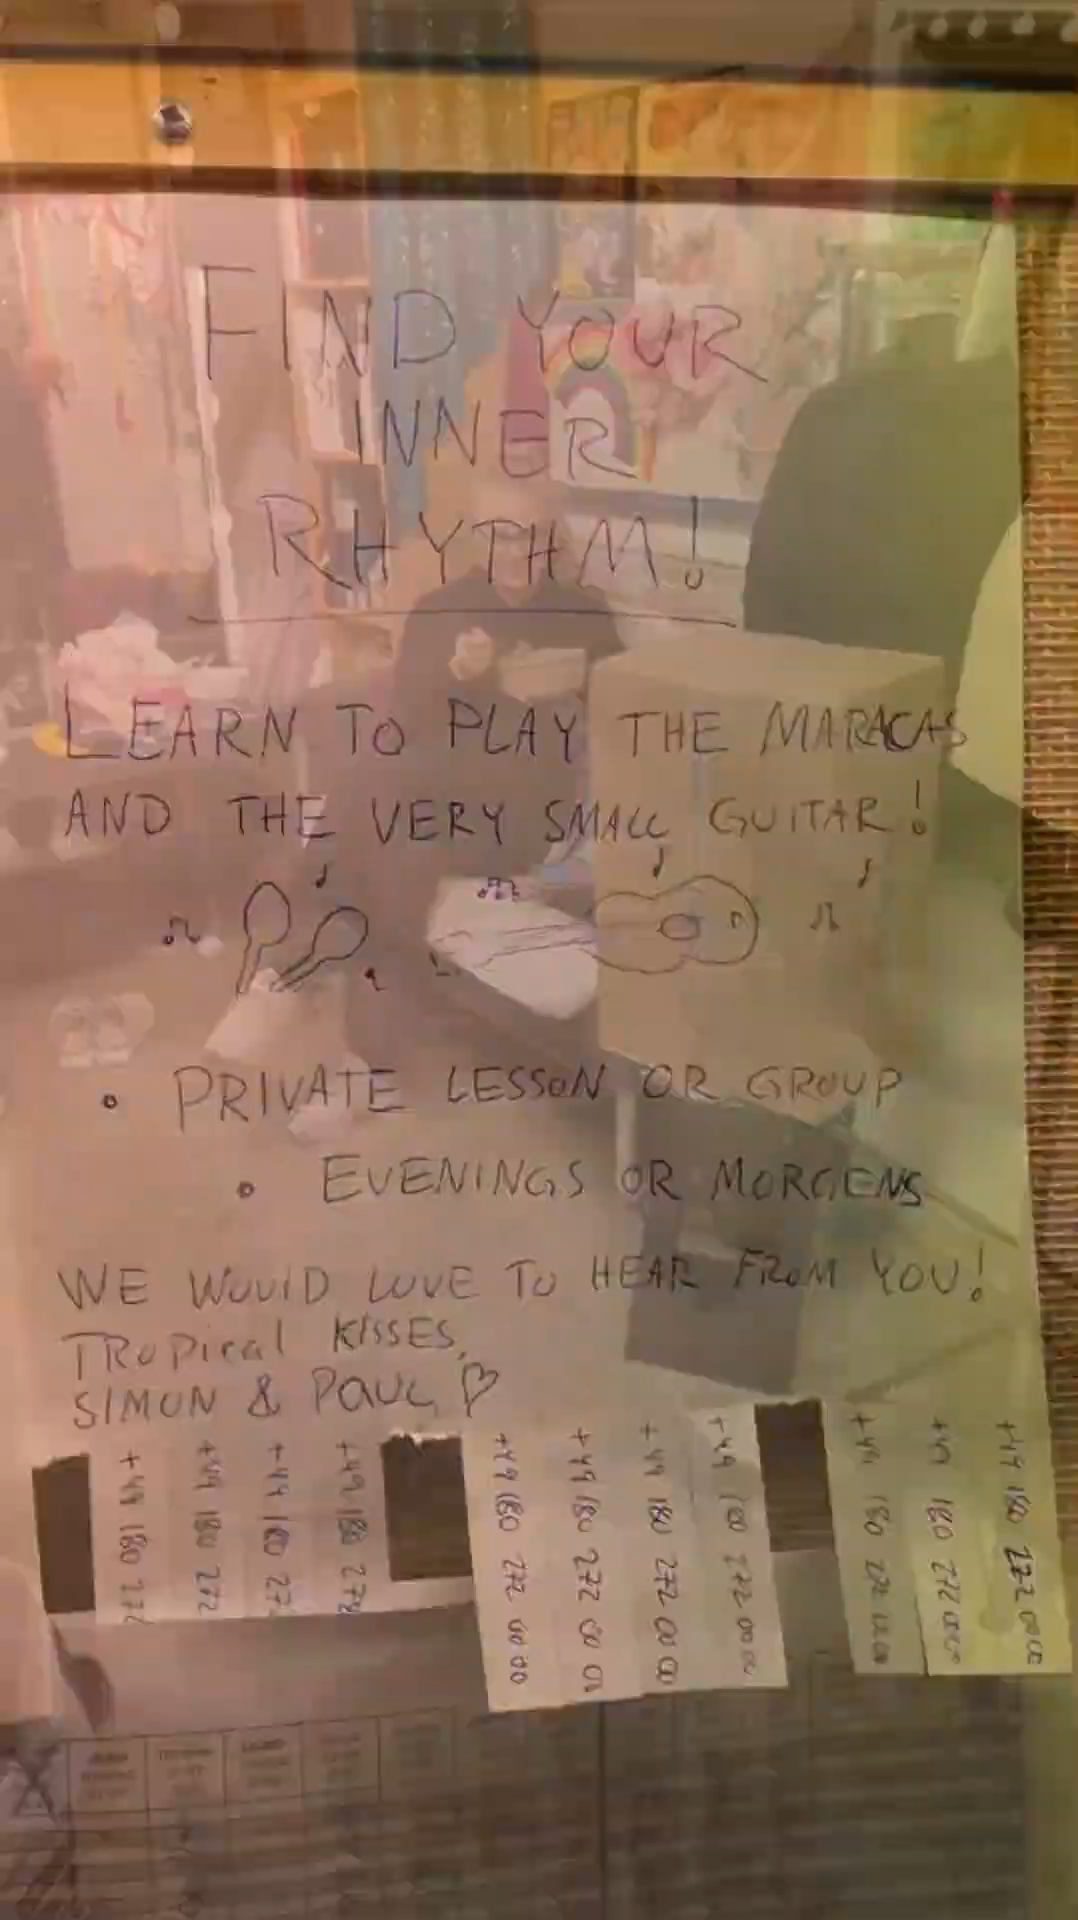 FIND YOUR
INNER
RHYTHM!
LEARN TO PLAY THE MARACAS
AND THE VERY SMALL GUITAR!
• PRIVATE LESSON OR GROUP
• EVENINGS OR MORGENS
WE WOULD LOVE TO HEAR FROM YOU!
TROPICAL KISSES,
SIMON & PAUL ♡
+49 180 272
+49 180 272
+49 180 27
+49 180 272
+49 180 272 00 00
+49 180 272 00 0
+49 180 272 00 00
+49 180 272 00 00
+49 180 272 00 00
+49 180 272 00 00
+49 180 272 00 00